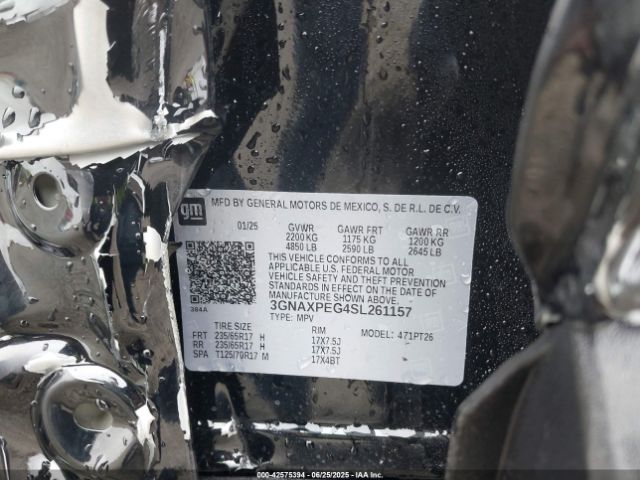 gm
MFD BY GENERAL MOTORS DE MEXICO, S. DE R.L. DE C.V.
01/25 GVWR GAWR FRT GAWR RR
2200 KG 1175 KG 1200 KG
4850 LB 2590 LB 2645 LB
THIS VEHICLE CONFORMS TO ALL
APPLICABLE U.S. FEDERAL MOTOR
VEHICLE SAFETY AND THEFT PREVENTION
STANDARDS IN EFFECT ON THE DATE OF
MANUFACTURE SHOWN ABOVE.
384A 3GNAXPEG4SL261157
TYPE: MPV
TIRE SIZE RIM MODEL: 471PT26
FRT 235/65R17 H 17X7.5J
RR 235/65R17 H 17X7.5J
SPA T125/70R17 M 17X4BT
000-42575394 - 06/25/2025 - IAAI.COM